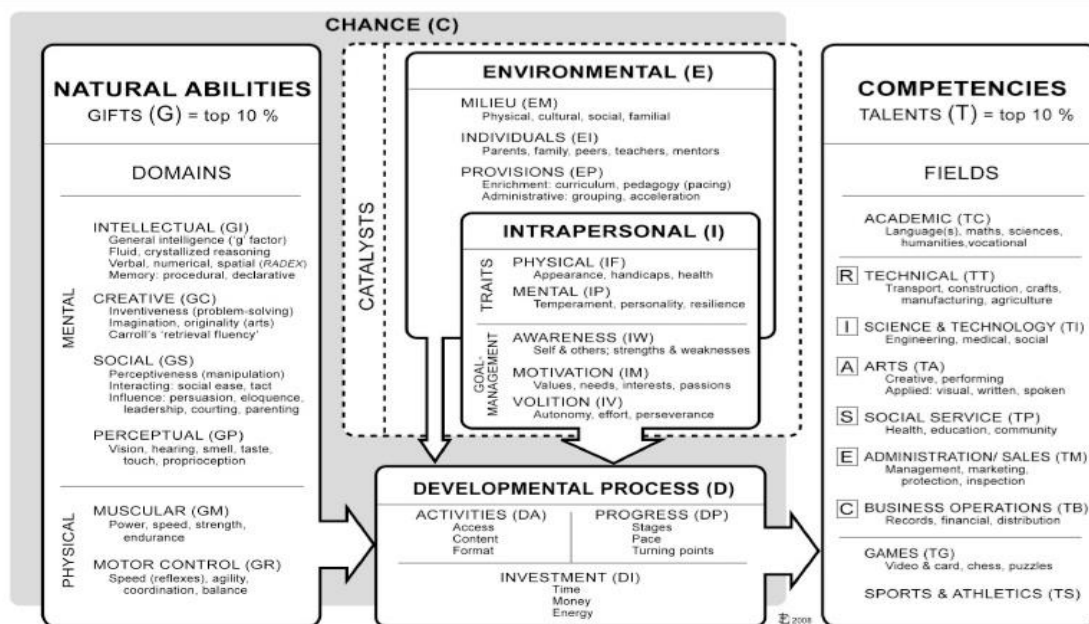 CHANCE (C)
NATURAL ABILITIES
GIFTS (G) = top 10 %
DOMAINS
MENTAL
INTELLECTUAL (GI)
General intelligence ('g' factor)
Fluid, crystallized reasoning
Verbal, numerical, spatial (RADEX)
Memory: procedural, declarative
CREATIVE (GC)
Inventiveness (problem-solving)
Imagination, originality (arts)
Carroll's 'retrieval fluency'
SOCIAL (GS)
Perceptiveness (manipulation)
Interacting: social ease, tact
Influence: persuasion, eloquence,
leadership, courting, parenting
PERCEPTUAL (GP)
Vision, hearing, smell, taste,
touch, proprioception
PHYSICAL
MUSCULAR (GM)
Power, speed, strength,
endurance
MOTOR CONTROL (GR)
Speed (reflexes), agility,
coordination, balance
CATALYSTS
ENVIRONMENTAL (E)
MILIEU (EM)
Physical, cultural, social, familial
INDIVIDUALS (EI)
Parents, family, peers, teachers, mentors
PROVISIONS (EP)
Enrichment: curriculum, pedagogy (pacing)
Administrative: grouping, acceleration
INTRAPERSONAL (I)
TRAITS
PHYSICAL (IF)
Appearance, handicaps, health
MENTAL (IP)
Temperament, personality, resilience
GOAL-
MANAGEMENT
AWARENESS (IW)
Self & others; strengths & weaknesses
MOTIVATION (IM)
Values, needs, interests, passions
VOLITION (IV)
Autonomy, effort, perseverance
DEVELOPMENTAL PROCESS (D)
ACTIVITIES (DA)
Access
Content
Format
PROGRESS (DP)
Stages
Pace
Turning points
INVESTMENT (DI)
Time
Money
Energy
2008
COMPETENCIES
TALENTS (T) = top 10 %
FIELDS
ACADEMIC (TC)
Language(s), maths, sciences,
humanities,vocational
R TECHNICAL (TT)
Transport, construction, crafts,
manufacturing, agriculture
I SCIENCE & TECHNOLOGY (TI)
Engineering, medical, social
A ARTS (TA)
Creative, performing
Applied: visual, written, spoken
S SOCIAL SERVICE (TP)
Health, education, community
E ADMINISTRATION/ SALES (TM)
Management, marketing,
protection, inspection
C BUSINESS OPERATIONS (TB)
Records, financial, distribution
GAMES (TG)
Video & card, chess, puzzles
SPORTS & ATHLETICS (TS)